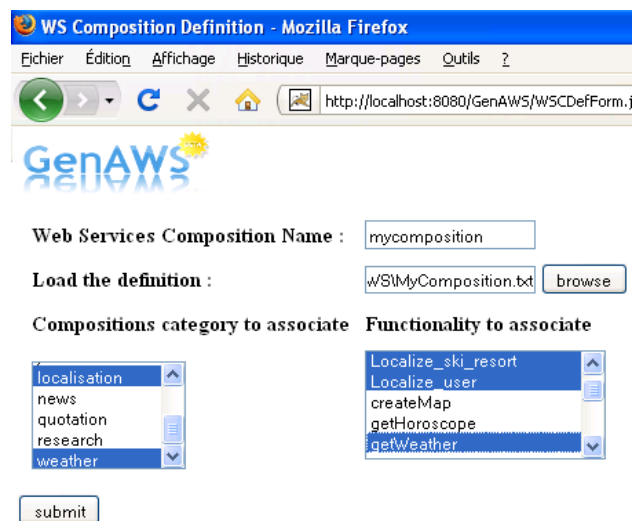 WS Composition Definition - Mozilla Firefox
Fichier Édition Affichage Historique Marque-pages Outils ?
http://localhost:8080/GenAWS/WSCDefForm.j
GenAWS
Web Services Composition Name : mycomposition
Load the definition : WS\MyComposition.txt browse
Compositions category to associate Functionality to associate
localisation
news
quotation
research
weather
Localize_ski_resort
Localize_user
createMap
getHoroscope
getWeather
submit